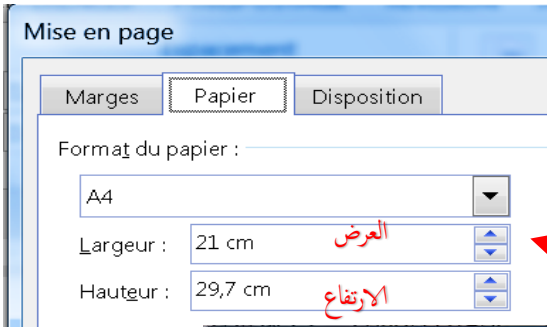 Mise en page
Marges Papier Disposition
Format du papier :
A4
Largeur : 21 cm العرض
Hauteur : 29,7 cm الارتفاع